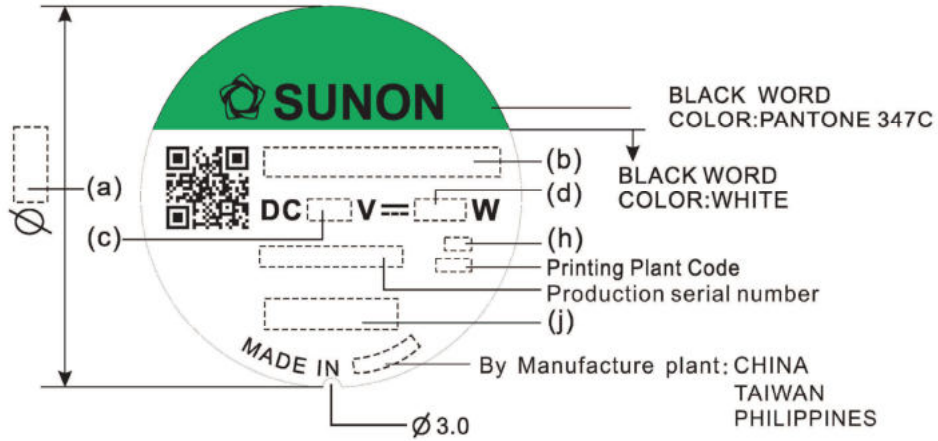 SUNON
BLACK WORD
COLOR:PANTONE 347C
(a)
(b)
BLACK WORD
COLOR:WHITE
DC V W
(d)
(c)
(h)
Printing Plant Code
Production serial number
(j)
MADE IN
By Manufacture plant: CHINA
TAIWAN
PHILIPPINES
Ø
Ø 3.0